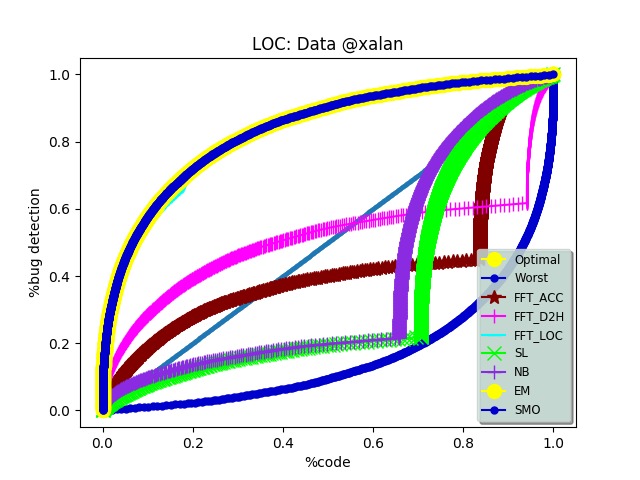 LOC: Data @xalan
1.0
0.8
0.6
0.4
0.2
0.0
%bug detection
0.0 0.2 0.4 0.6 0.8 1.0
%code
Optimal
Worst
FFT_ACC
FFT_D2H
FFT_LOC
SL
NB
EM
SMO